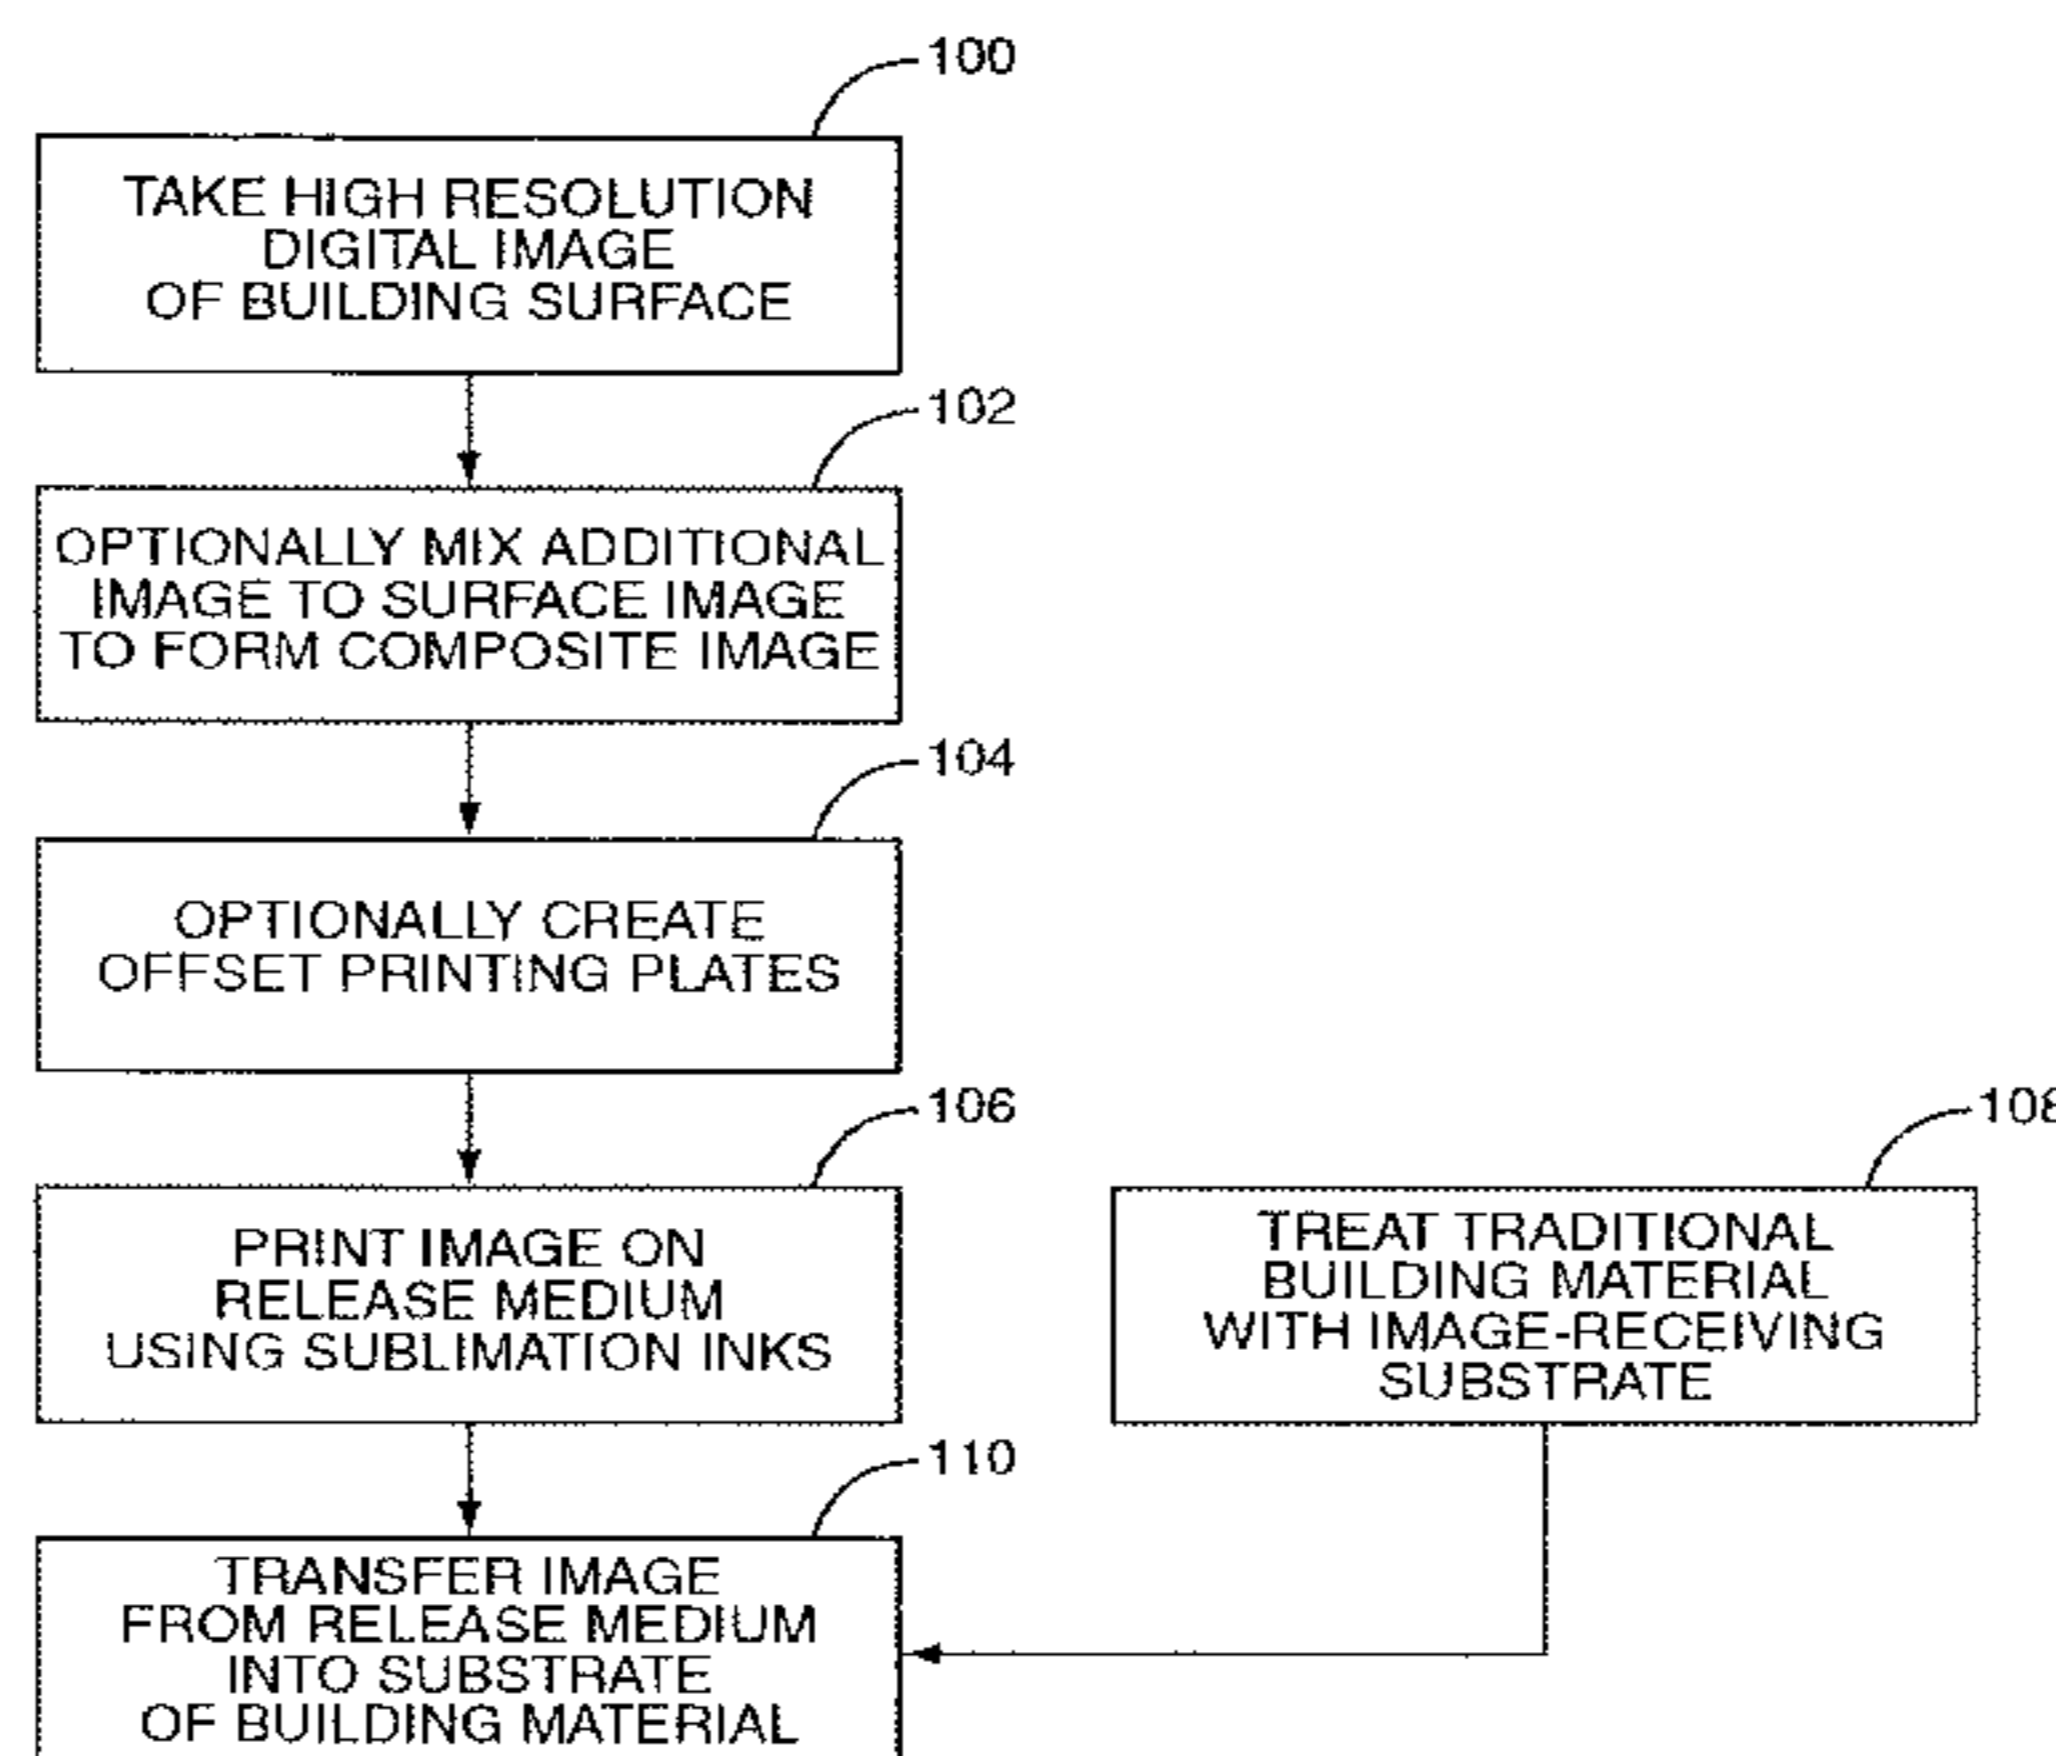 100
TAKE HIGH RESOLUTION
DIGITAL IMAGE
OF BUILDING SURFACE
102
OPTIONALLY MIX ADDITIONAL
IMAGE TO SURFACE IMAGE
TO FORM COMPOSITE IMAGE
104
OPTIONALLY CREATE
OFFSET PRINTING PLATES
106
PRINT IMAGE ON
RELEASE MEDIUM
USING SUBLIMATION INKS
108
TREAT TRADITIONAL
BUILDING MATERIAL
WITH IMAGE-RECEIVING
SUBSTRATE
110
TRANSFER IMAGE
FROM RELEASE MEDIUM
INTO SUBSTRATE
OF BUILDING MATERIAL